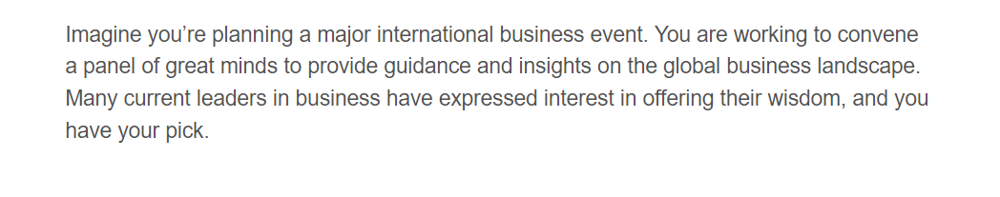 Imagine you’re planning a major international business event. You are working to convene
a panel of great minds to provide guidance and insights on the global business landscape.
Many current leaders in business have expressed interest in offering their wisdom, and you
have your pick.